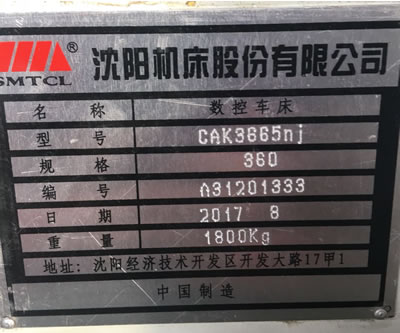 SMTCL ® 沈阳机床股份有限公司
名称 数控车床
型号 CAK3665nj
规格 360
编号 A31201333
日期 2017 8
重量 1800Kg
地址: 沈阳经济技术开发区开发大路17甲1
中国制造